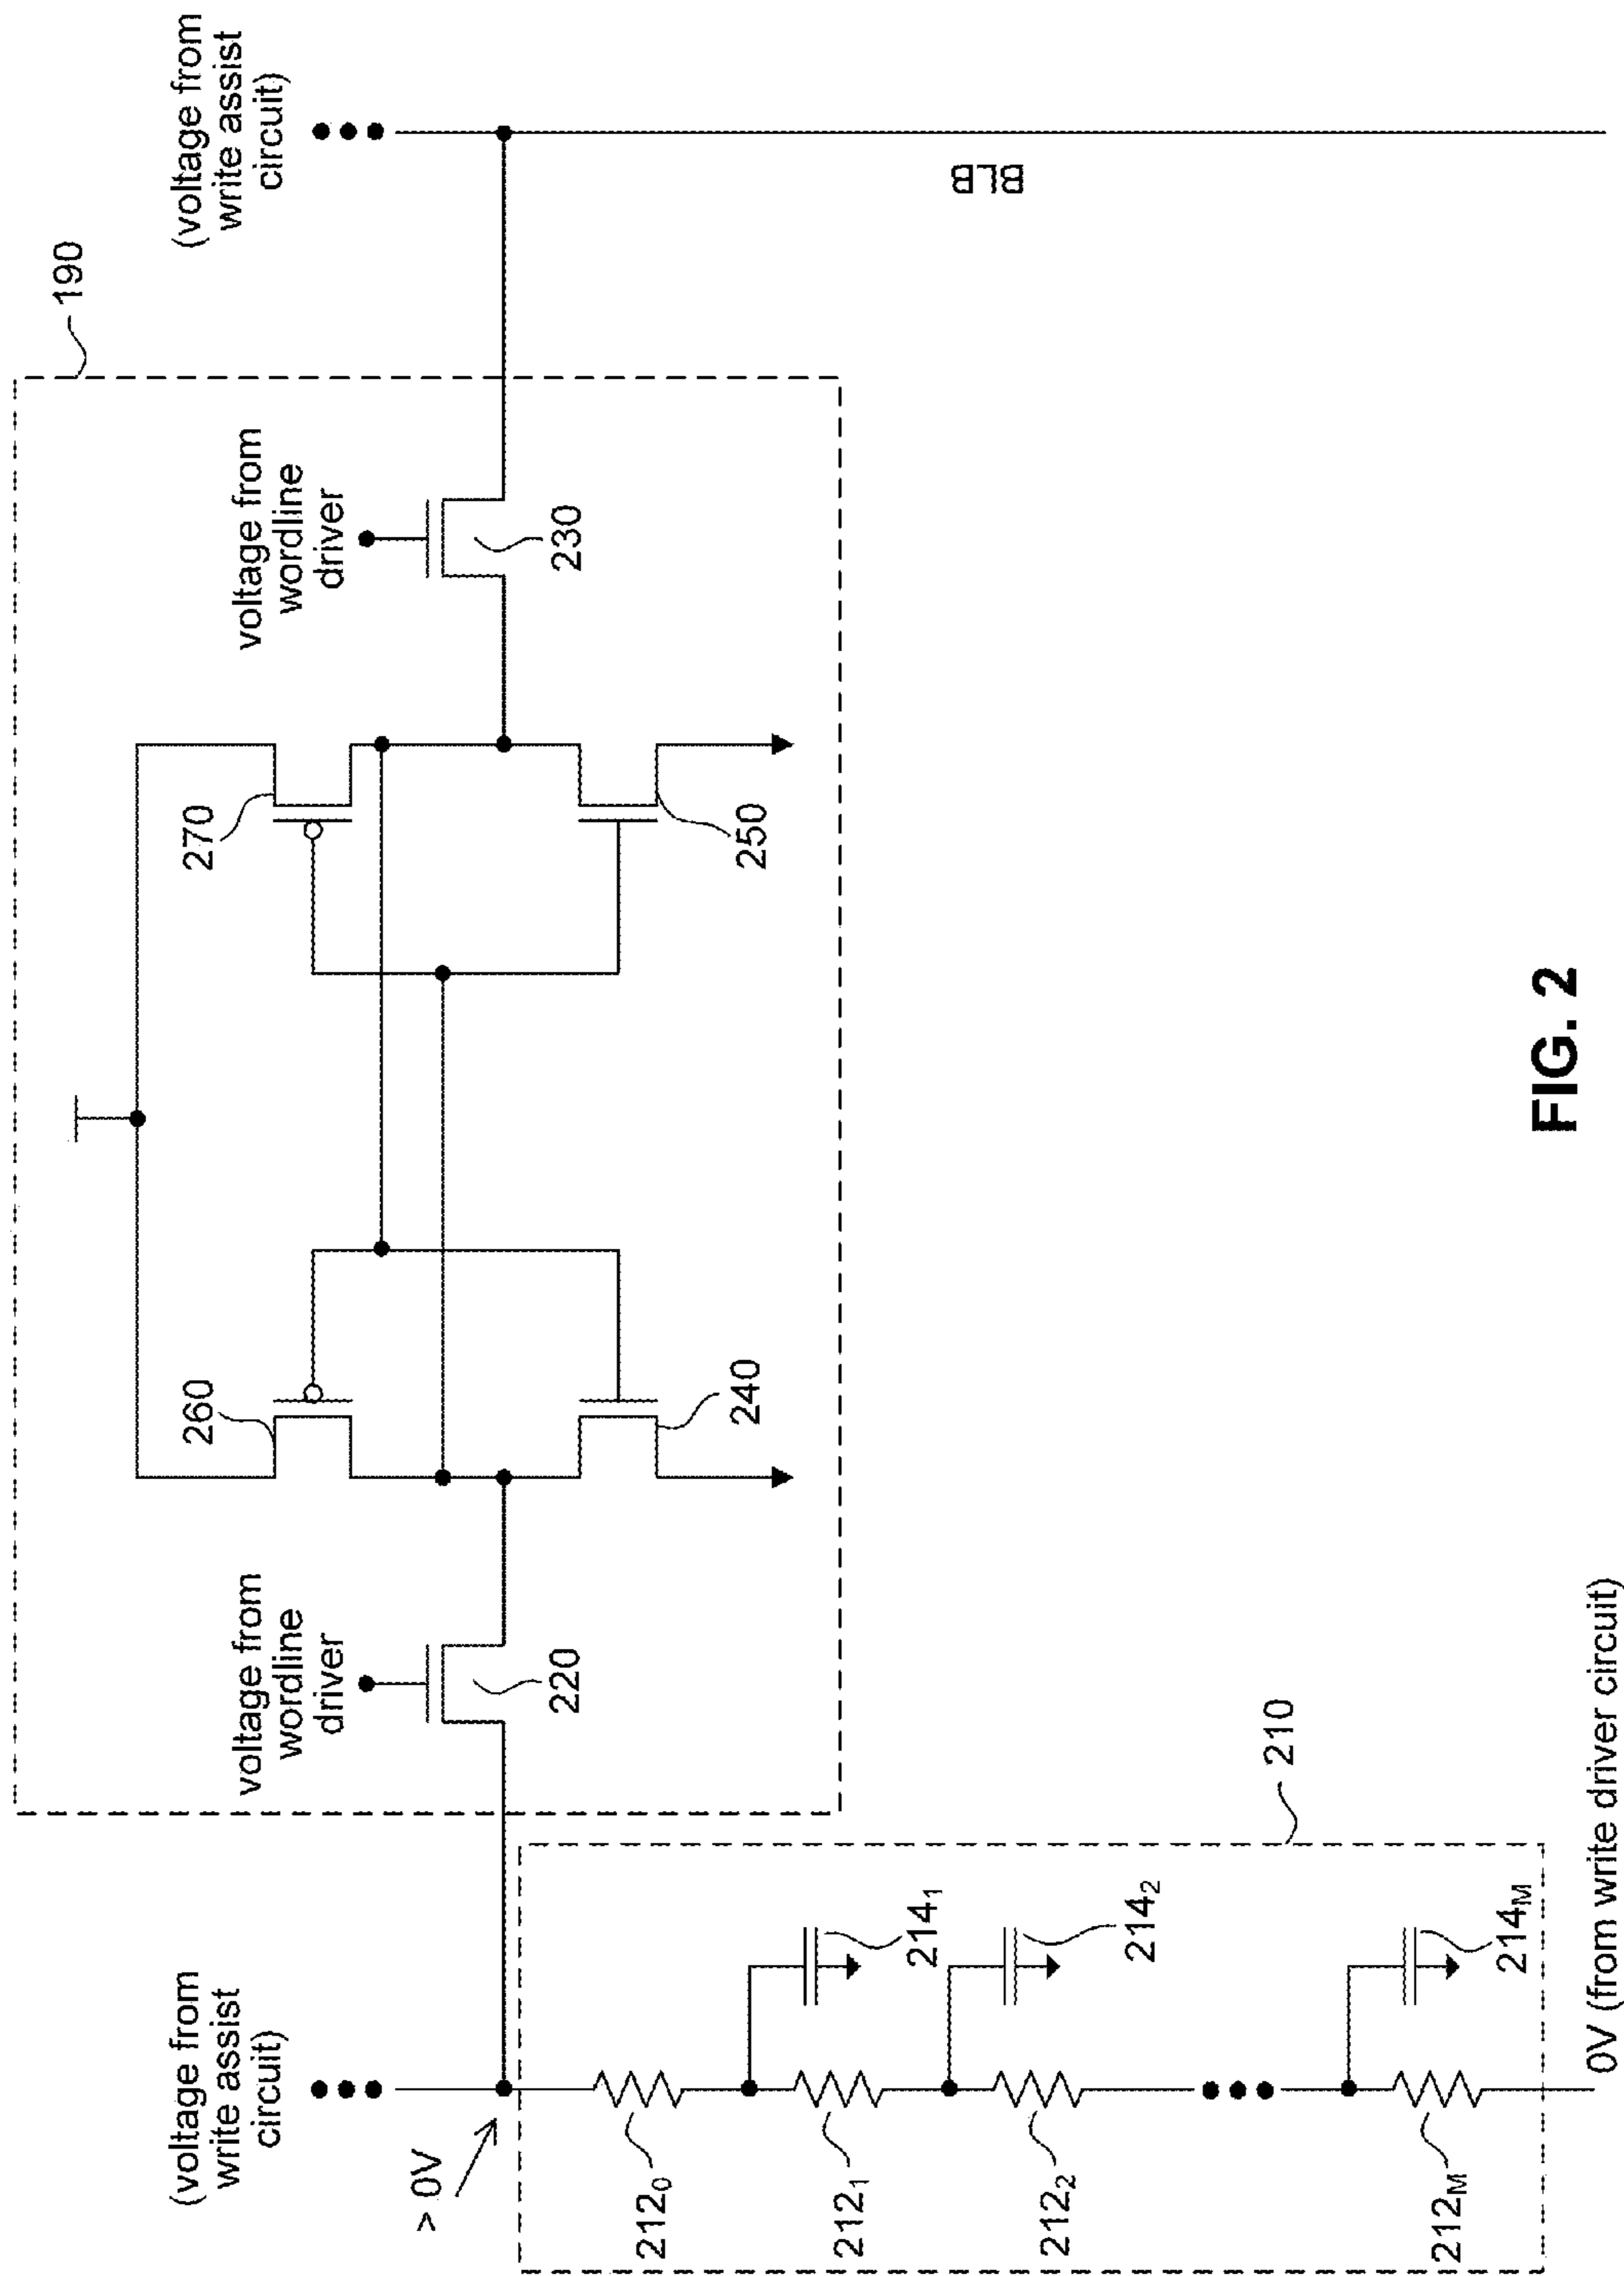 190
(voltage from
write assist
circuit)
(voltage from
write assist
circuit)
voltage from
wordline
driver
voltage from
wordline
driver
260
270
220
230
240
250
> 0V
BLB
210
212₀
214₁
212₁
214₂
212₂
214M
212M
0V (from write driver circuit)
FIG. 2